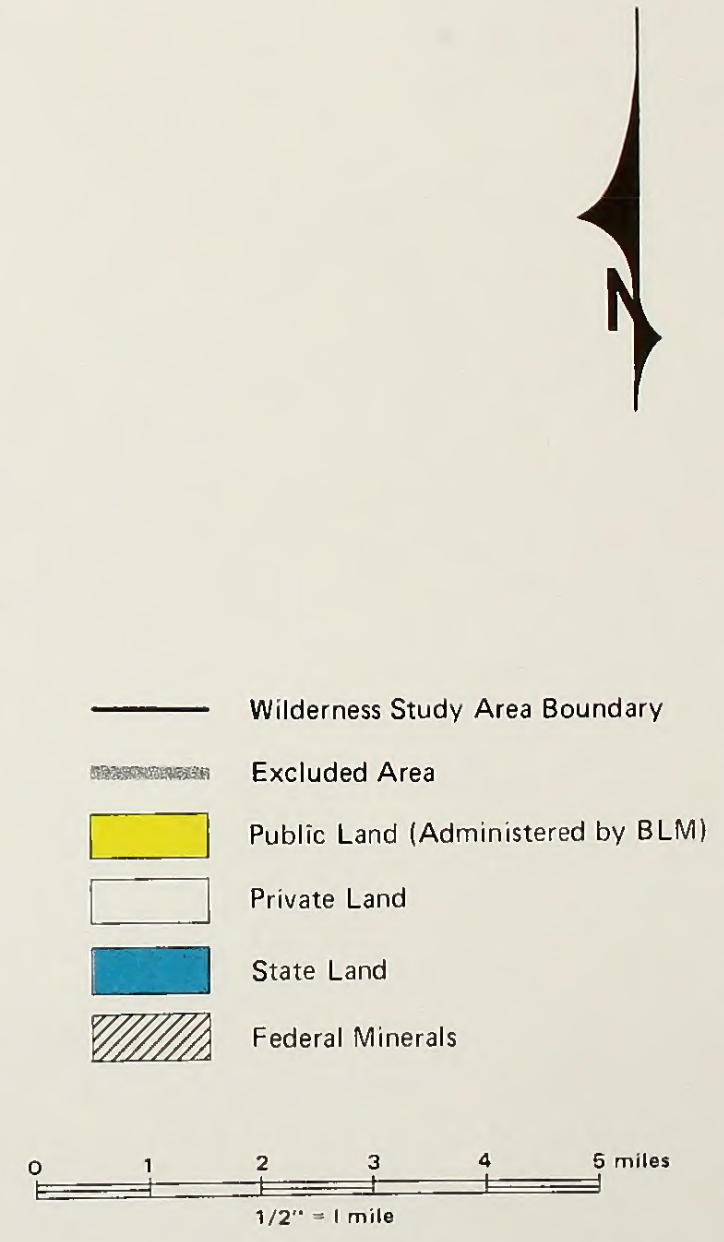 N
Wilderness Study Area Boundary
Excluded Area
Public Land (Administered by BLM)
Private Land
State Land
Federal Minerals
0 1 2 3 4 5 miles
1/2" = 1 mile